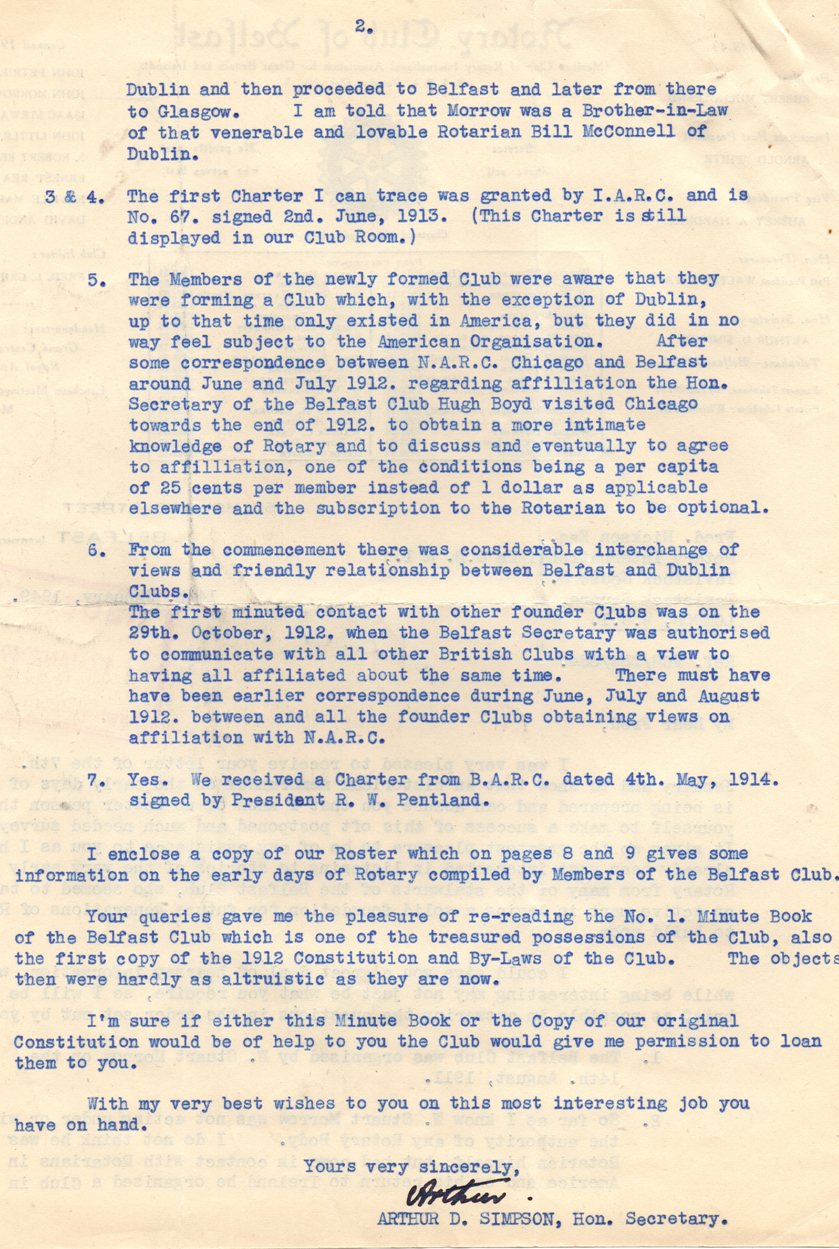 2.
Dublin and then proceeded to Belfast and later from there
to Glasgow. I am told that Morrow was a Brother-in-Law
of that venerable and lovable Rotarian Bill McConnell of
Dublin.
3 & 4. The first Charter I can trace was granted by I.A.R.C. and is
No. 67. signed 2nd. June, 1913. (This Charter is still
displayed in our Club Room.)
5. The Members of the newly formed Club were aware that they
were forming a Club which, with the exception of Dublin,
up to that time only existed in America, but they did in no
way feel subject to the American Organisation. After
some correspondence between N.A.R.C. Chicago and Belfast
around June and July 1912. regarding affilliation the Hon.
Secretary of the Belfast Club Hugh Boyd visited Chicago
towards the end of 1912. to obtain a more intimate
knowledge of Rotary and to discuss and eventually to agree
to affilliation, one of the conditions being a per capita
of 25 cents per member instead of 1 dollar as applicable
elsewhere and the subscription to the Rotarian to be optional.
6. From the commencement there was considerable interchange of
views and friendly relationship between Belfast and Dublin
Clubs.
The first minuted contact with other founder Clubs was on the
29th. October, 1912. when the Belfast Secretary was authorised
to communicate with all other British Clubs with a view to
having all affiliated about the same time. There must have
have been earlier correspondence during June, July and August
1912. between and all the founder Clubs obtaining views on
affiliation with N.A.R.C.
7. Yes. We received a Charter from B.A.R.C. dated 4th. May, 1914.
signed by President R. W. Pentland.
I enclose a copy of our Roster which on pages 8 and 9 gives some
information on the early days of Rotary compiled by Members of the Belfast Club.
Your queries gave me the pleasure of re-reading the No. 1. Minute Book
of the Belfast Club which is one of the treasured possessions of the Club, also
the first copy of the 1912 Constitution and By-Laws of the Club. The objects
then were hardly as altruistic as they are now.
I'm sure if either this Minute Book or the Copy of our original
Constitution would be of help to you the Club would give me permission to loan
them to you.
With my very best wishes to you on this most interesting job you
have on hand.
Yours very sincerely,
Arthur.
ARTHUR D. SIMPSON, Hon. Secretary.